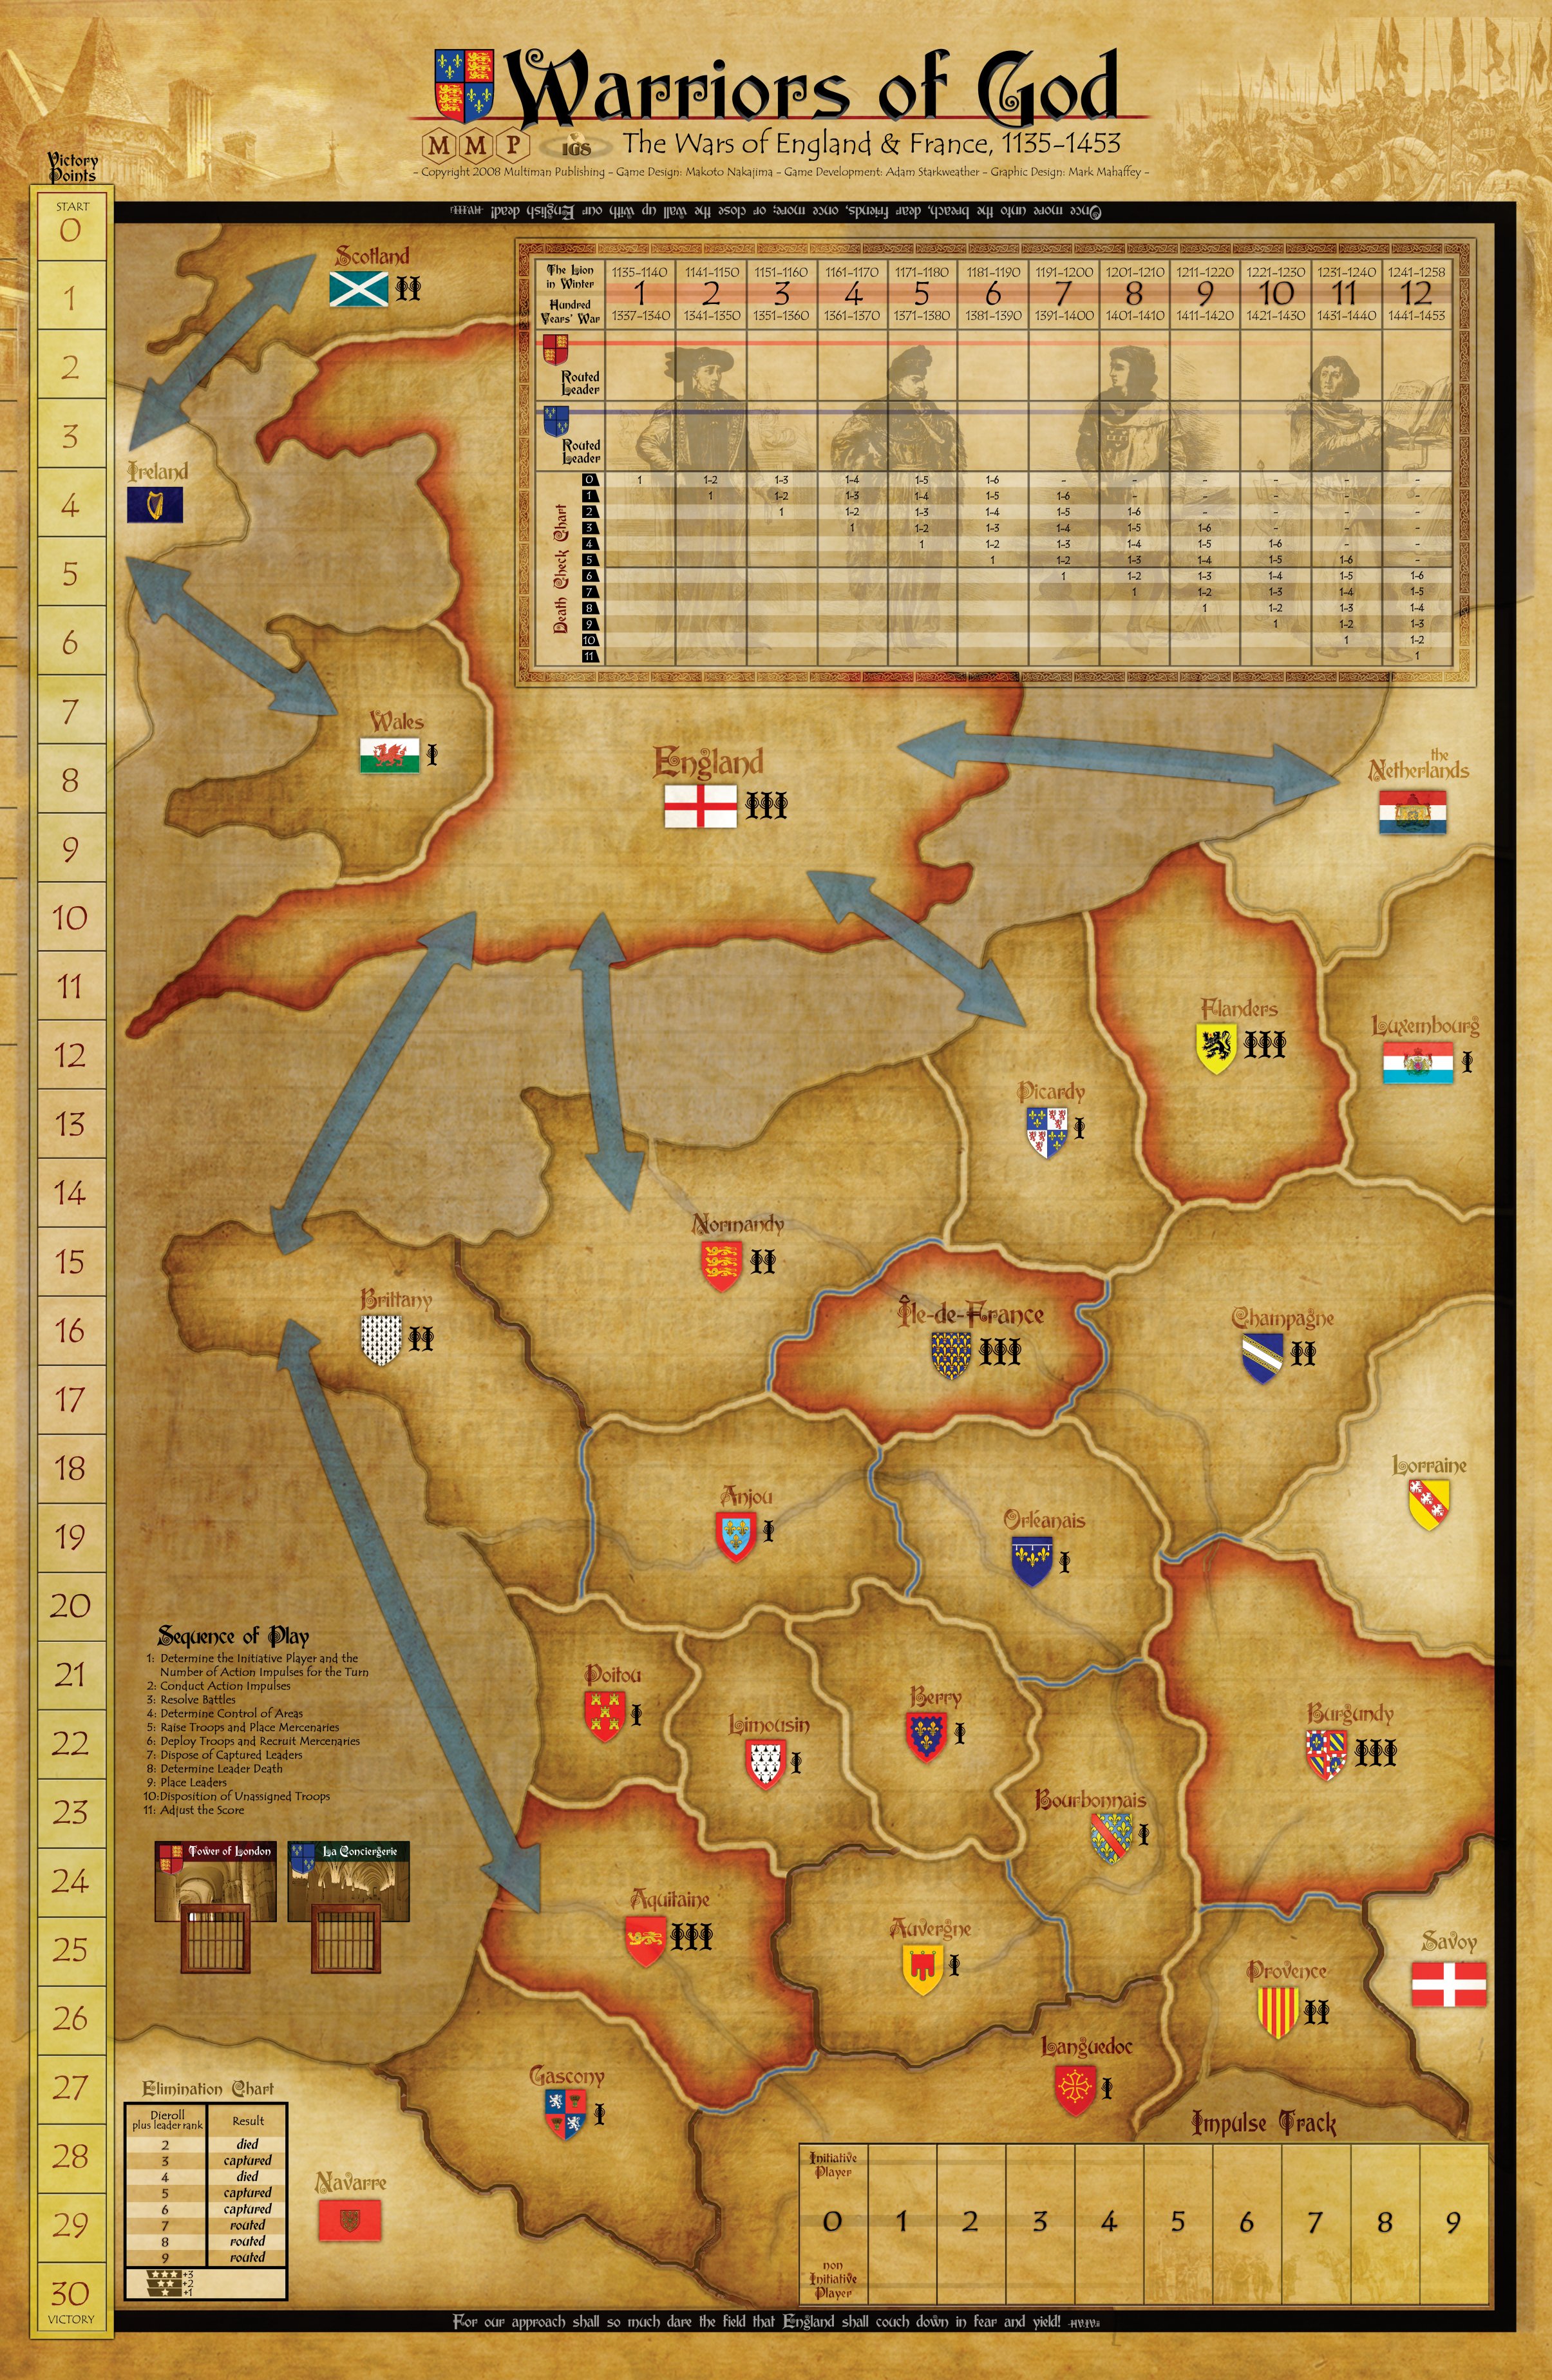 Warriors of God
MMP IGS The Wars of England & France, 1135-1453
- Copyright 2008 Multiman Publishing - Game Design: Makoto Nakajima - Game Development: Adam Starkweather - Graphic Design: Mark Mahaffey -
Victory
Points
START
0
1
2
3
4
5
6
7
8
9
10
11
12
13
14
15
16
17
18
19
20
21
22
23
24
25
26
27
28
29
30
VICTORY
Once more unto the breach, dear friends, once more; or close the wall up with our English dead!
The Lion
in Winter
1135-1140 1141-1150 1151-1160 1161-1170 1171-1180 1181-1190 1191-1200 1201-1210 1211-1220 1221-1230 1231-1240 1241-1258
1 2 3 4 5 6 7 8 9 10 11 12
Hundred
Years' War
1337-1340 1341-1350 1351-1360 1361-1370 1371-1380 1381-1390 1391-1400 1401-1410 1411-1420 1421-1430 1431-1440 1441-1453
Routed
Leader
Routed
Leader
Death Check Chart
0 1 1-2 1-3 1-4 1-5 1-6 - - - - - -
1 1 1-2 1-3 1-4 1-5 1-6 - - - - -
2 1 1-2 1-3 1-4 1-5 1-6 - - - -
3 1 1-2 1-3 1-4 1-5 1-6 - - -
4 1 1-2 1-3 1-4 1-5 1-6 - -
5 1 1-2 1-3 1-4 1-5 1-6 -
6 1 1-2 1-3 1-4 1-5 1-6
7 1 1-2 1-3 1-4 1-5
8 1 1-2 1-3 1-4
9 1 1-2 1-3
10 1 1-2
11 1
Scotland
II
Ireland
Wales
I
England
III
the
Netherlands
Flanders
III
Luxembourg
I
Picardy
I
Normandy
II
Brittany
II
Île-de-France
III
Champagne
II
Lorraine
Anjou
I
Orléanais
I
Sequence of Play
1: Determine the Initiative Player and the
Number of Action Impulses for the Turn
2: Conduct Action Impulses
3: Resolve Battles
4: Determine Control of Areas
5: Raise Troops and Place Mercenaries
6: Deploy Troops and Recruit Mercenaries
7: Dispose of Captured Leaders
8: Determine Leader Death
9: Place Leaders
10:Disposition of Unassigned Troops
11: Adjust the Score
Tower of London
La Conciergerie
Poitou
I
Limousin
I
Berry
I
Burgundy
III
Bourbonnais
I
Aquitaine
III
Auvergne
I
Provence
II
Savoy
Languedoc
I
Gascony
I
Navarre
Elimination Chart
Dieroll
plus leader rank
Result
2 died
3 captured
4 died
5 captured
6 captured
7 routed
8 routed
9 routed
+3
+2
+1
Impulse Track
Initiative
Player
0 1 2 3 4 5 6 7 8 9
non
Initiative
Player
For our approach shall so much dare the field that England shall couch down in fear and yield!